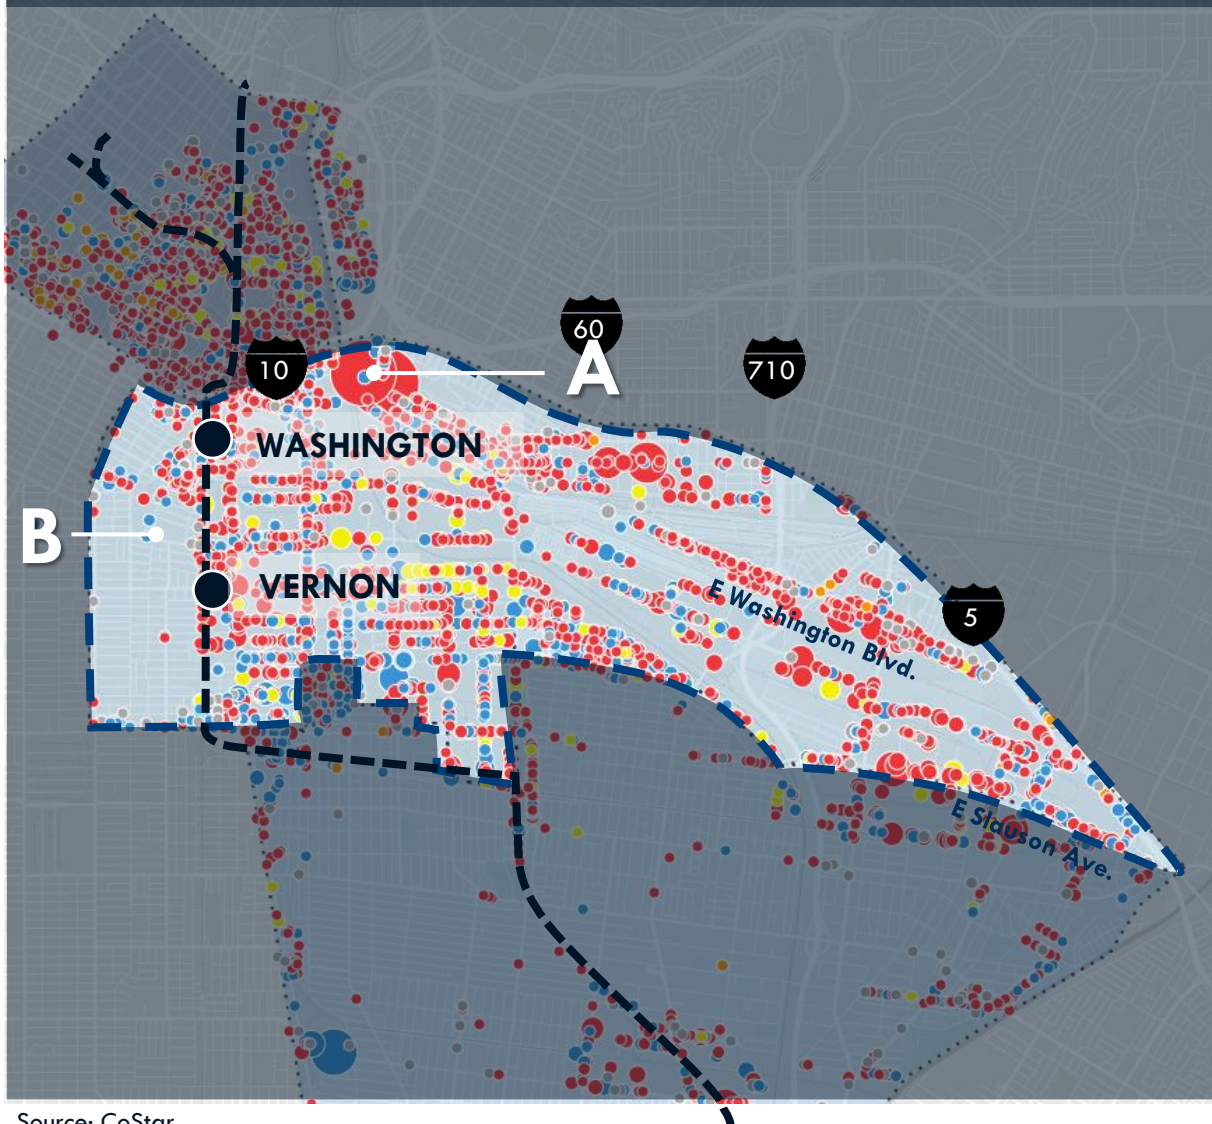 60
A
10
710
WASHINGTON
B
VERNON
E Washington Blvd.
5
E Slauson Ave.
Source: CoStar